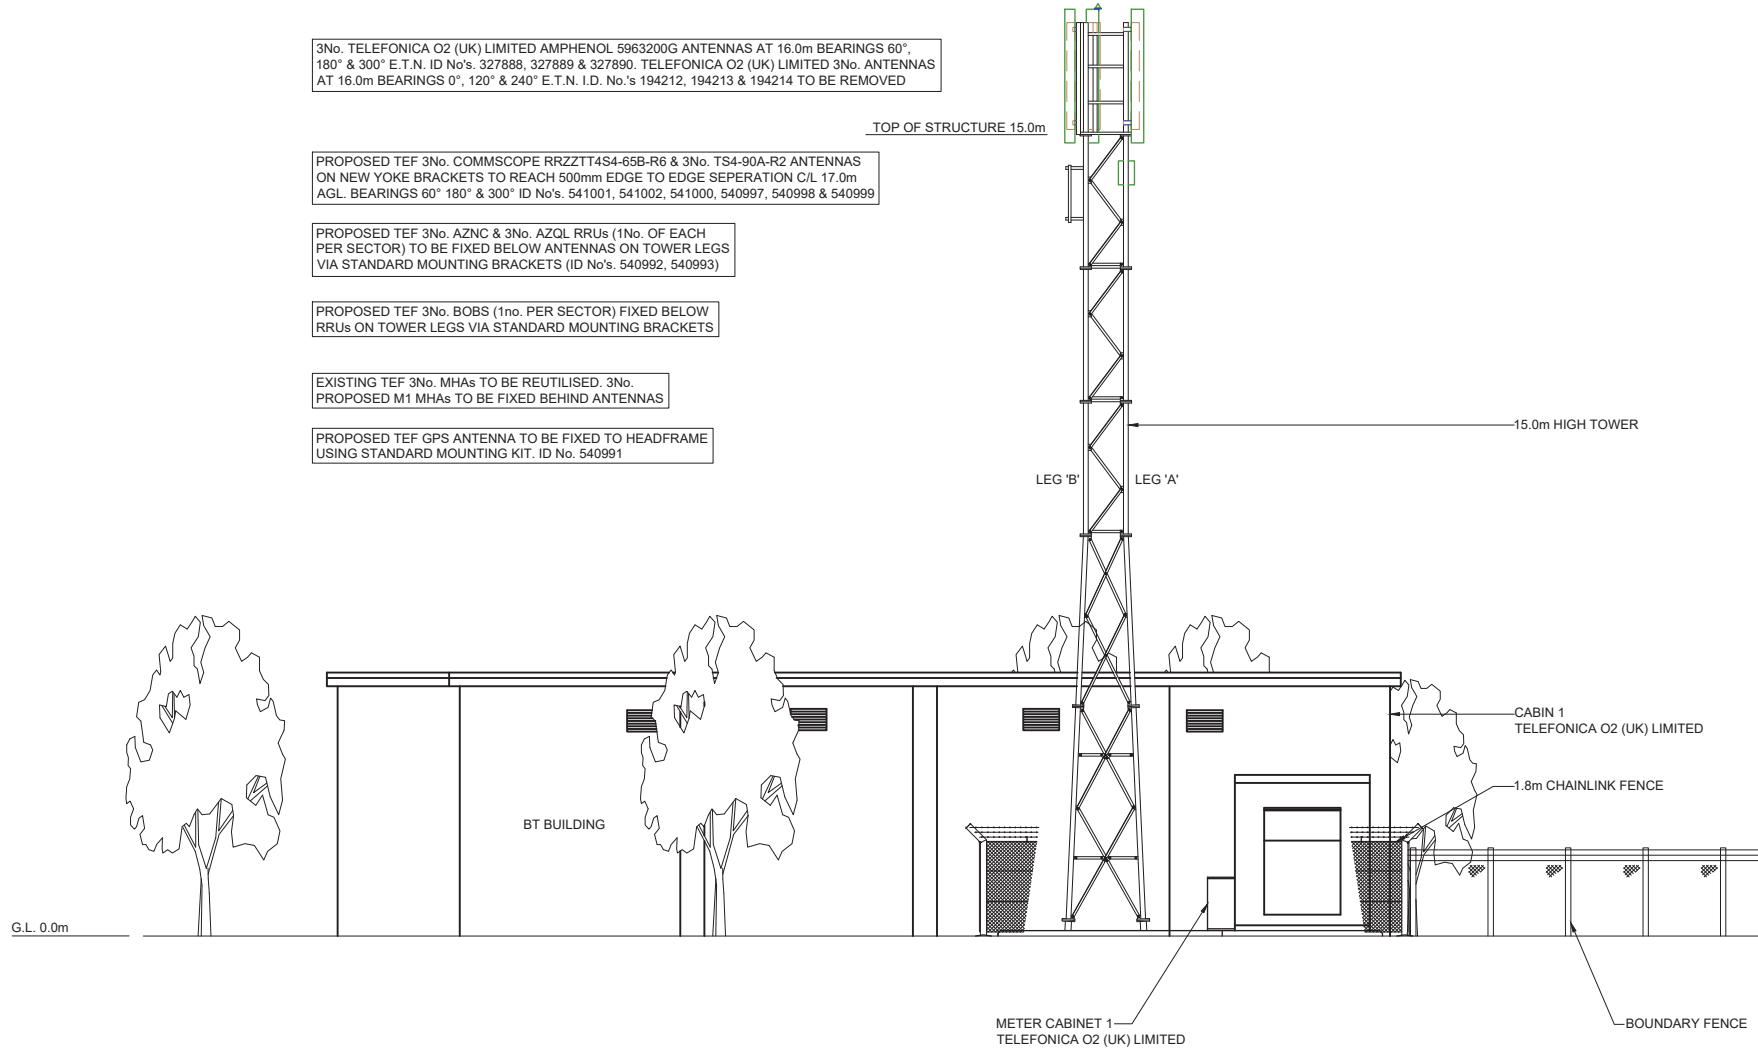 3No. TELEFONICA O2 (UK) LIMITED AMPHENOL 5963200G ANTENNAS AT 16.0m BEARINGS 60°,
180° & 300° E.T.N. ID No's. 327888, 327889 & 327890. TELEFONICA O2 (UK) LIMITED 3No. ANTENNAS
AT 16.0m BEARINGS 0°, 120° & 240° E.T.N. I.D. No.'s 194212, 194213 & 194214 TO BE REMOVED
TOP OF STRUCTURE 15.0m
PROPOSED TEF 3No. COMMSCOPE RRZZTT4S4-65B-R6 & 3No. TS4-90A-R2 ANTENNAS
ON NEW YOKE BRACKETS TO REACH 500mm EDGE TO EDGE SEPERATION C/L 17.0m
AGL. BEARINGS 60° 180° & 300° ID No's. 541001, 541002, 541000, 540997, 540998 & 540999
PROPOSED TEF 3No. AZNC & 3No. AZQL RRUs (1No. OF EACH
PER SECTOR) TO BE FIXED BELOW ANTENNAS ON TOWER LEGS
VIA STANDARD MOUNTING BRACKETS (ID No's. 540992, 540993)
PROPOSED TEF 3No. BOBS (1no. PER SECTOR) FIXED BELOW
RRUs ON TOWER LEGS VIA STANDARD MOUNTING BRACKETS
EXISTING TEF 3No. MHAs TO BE REUTILISED. 3No.
PROPOSED M1 MHAs TO BE FIXED BEHIND ANTENNAS
PROPOSED TEF GPS ANTENNA TO BE FIXED TO HEADFRAME
USING STANDARD MOUNTING KIT. ID No. 540991
15.0m HIGH TOWER
LEG 'B'
LEG 'A'
CABIN 1
TELEFONICA O2 (UK) LIMITED
1.8m CHAINLINK FENCE
BT BUILDING
G.L. 0.0m
METER CABINET 1
TELEFONICA O2 (UK) LIMITED
BOUNDARY FENCE